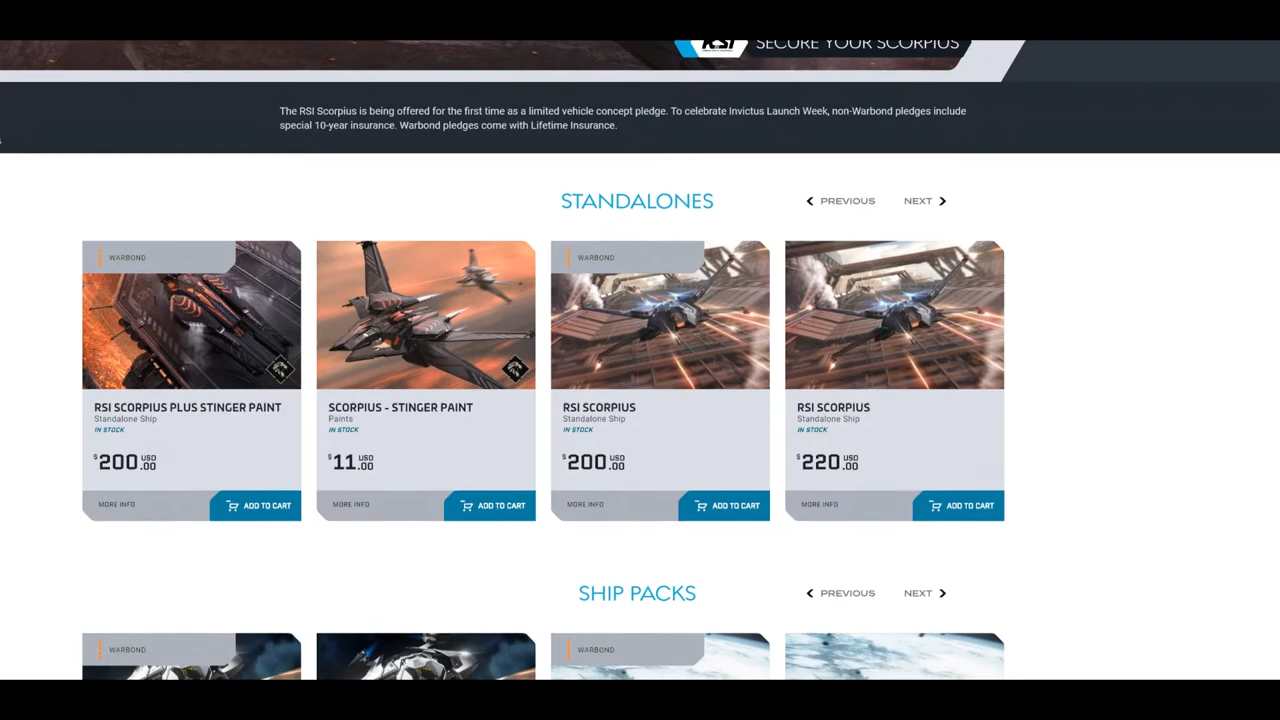 RSI SECURE YOUR SCORPIUS
The RSI Scorpius is being offered for the first time as a limited vehicle concept pledge. To celebrate Invictus Launch Week, non-Warbond pledges include
special 10-year insurance. Warbond pledges come with Lifetime Insurance.
STANDALONES
PREVIOUS NEXT
WARBOND
RSI SCORPIUS PLUS STINGER PAINT
Standalone Ship
IN STOCK
$200.00 USD
MORE INFO ADD TO CART
SCORPIUS - STINGER PAINT
Paints
IN STOCK
$11.00 USD
MORE INFO ADD TO CART
WARBOND
RSI SCORPIUS
Standalone Ship
IN STOCK
$200.00 USD
MORE INFO ADD TO CART
RSI SCORPIUS
Standalone Ship
IN STOCK
$220.00 USD
MORE INFO ADD TO CART
SHIP PACKS
PREVIOUS NEXT
WARBOND
WARBOND